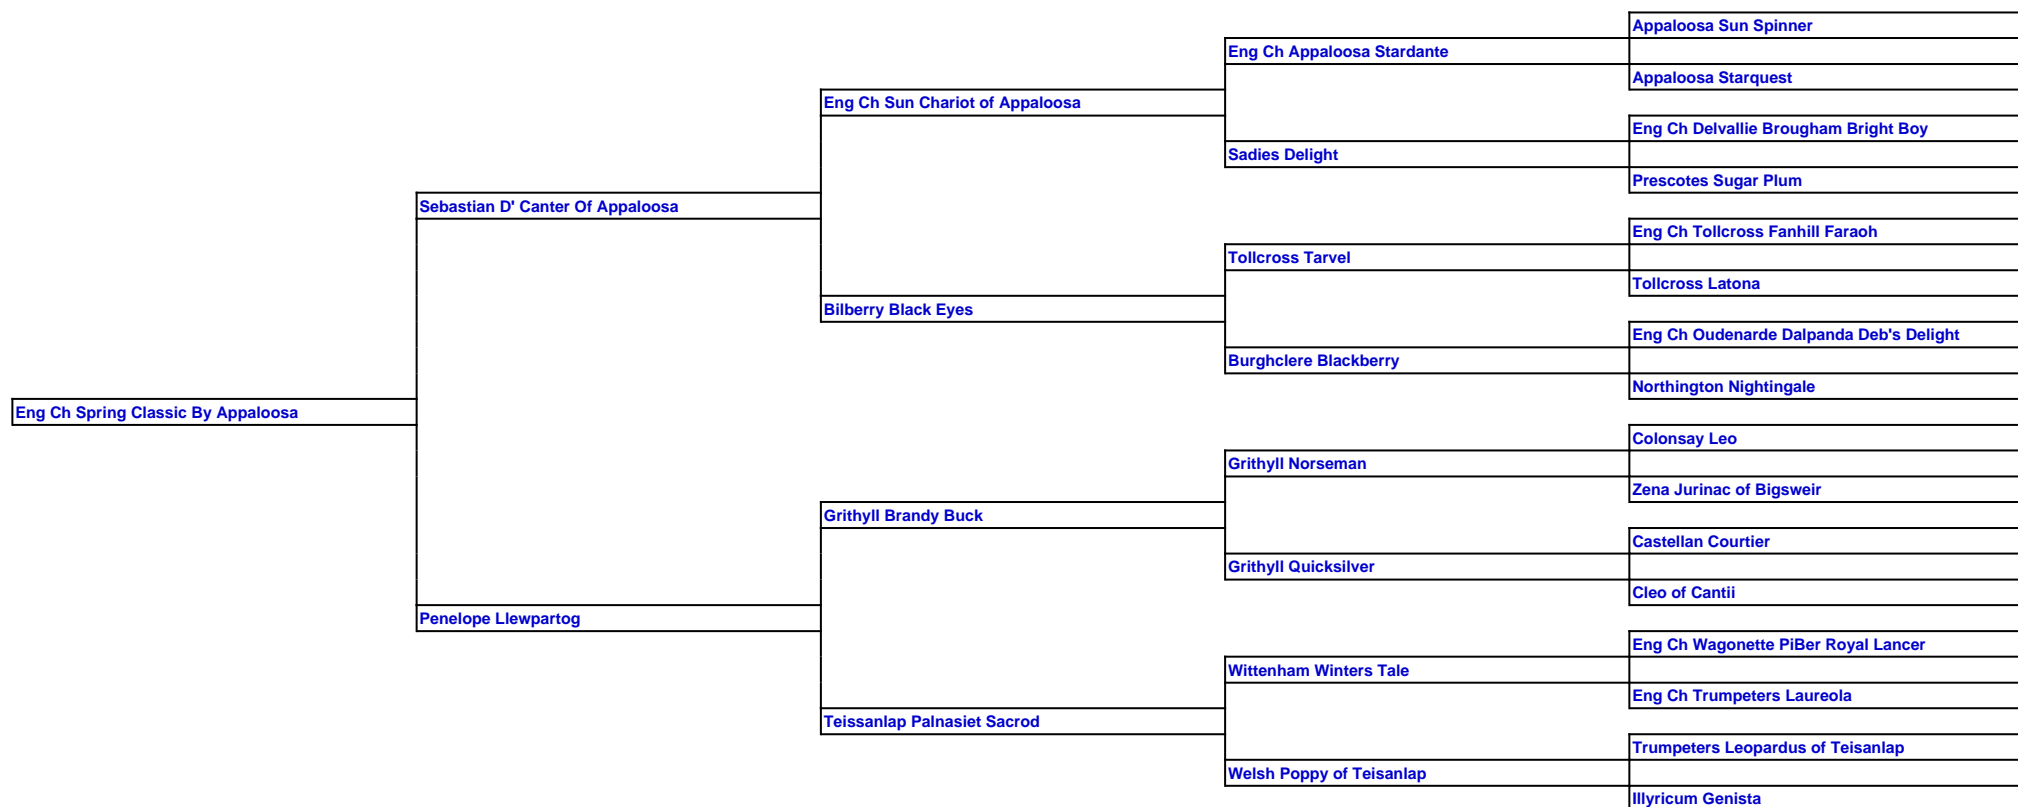 Appaloosa Sun Spinner
Eng Ch Appaloosa Stardante
Appaloosa Starquest
Eng Ch Sun Chariot of Appaloosa
Eng Ch Delvallie Brougham Bright Boy
Sadies Delight
Prescotes Sugar Plum
Sebastian D' Canter Of Appaloosa
Eng Ch Tollcross Fanhill Faraoh
Tollcross Tarvel
Tollcross Latona
Bilberry Black Eyes
Eng Ch Oudenarde Dalpanda Deb's Delight
Burghclere Blackberry
Northington Nightingale
Eng Ch Spring Classic By Appaloosa
Colonsay Leo
Grithyll Norseman
Zena Jurinac of Bigsweir
Grithyll Brandy Buck
Castellan Courtier
Grithyll Quicksilver
Cleo of Cantii
Penelope Llewpartog
Eng Ch Wagonette PiBer Royal Lancer
Wittenham Winters Tale
Eng Ch Trumpeters Laureola
Teissanlap Palnasiet Sacrod
Trumpeters Leopardus of Teisanlap
Welsh Poppy of Teisanlap
Illyricum Genista